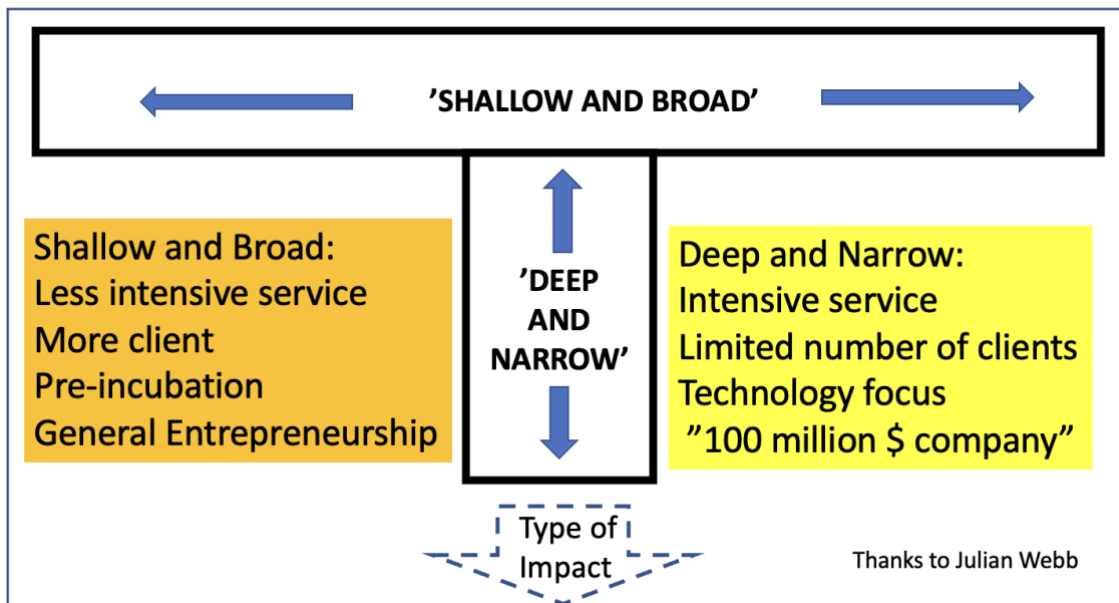 ’SHALLOW AND BROAD’
Shallow and Broad:
Less intensive service
More client
Pre-incubation
General Entrepreneurship
’DEEP
AND
NARROW’
Deep and Narrow:
Intensive service
Limited number of clients
Technology focus
”100 million $ company”
Type of
Impact
Thanks to Julian Webb